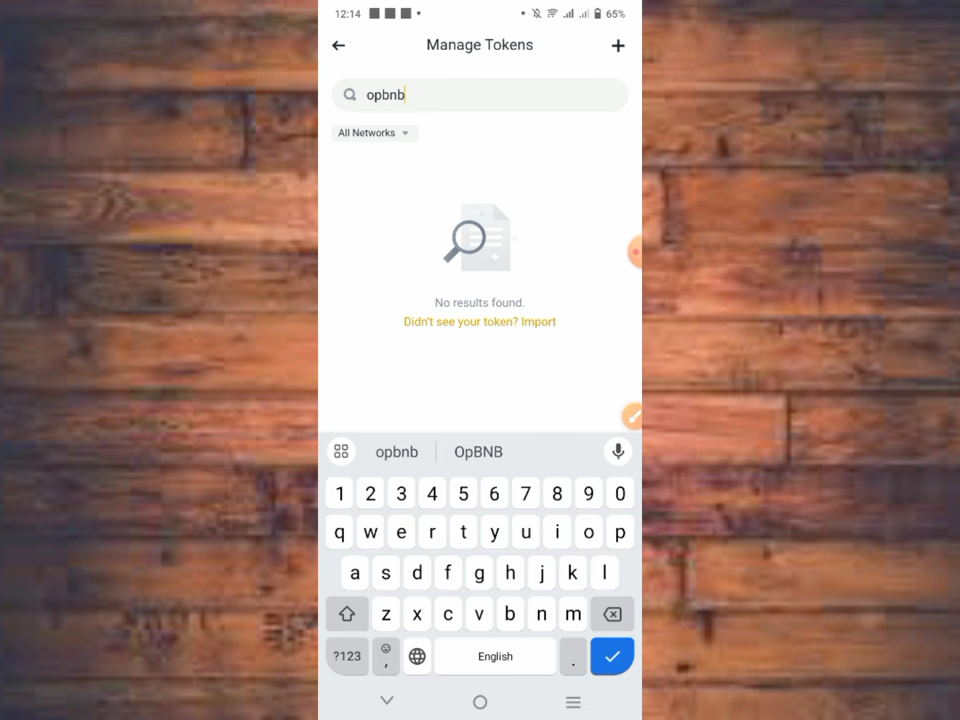 12:14
65%
Manage Tokens
opbnb
All Networks
No results found.
Didn't see your token? Import
opbnb OpBNB
1 2 3 4 5 6 7 8 9 0
q w e r t y u i o p
a s d f g h j k l
z x c v b n m
?123 , English .